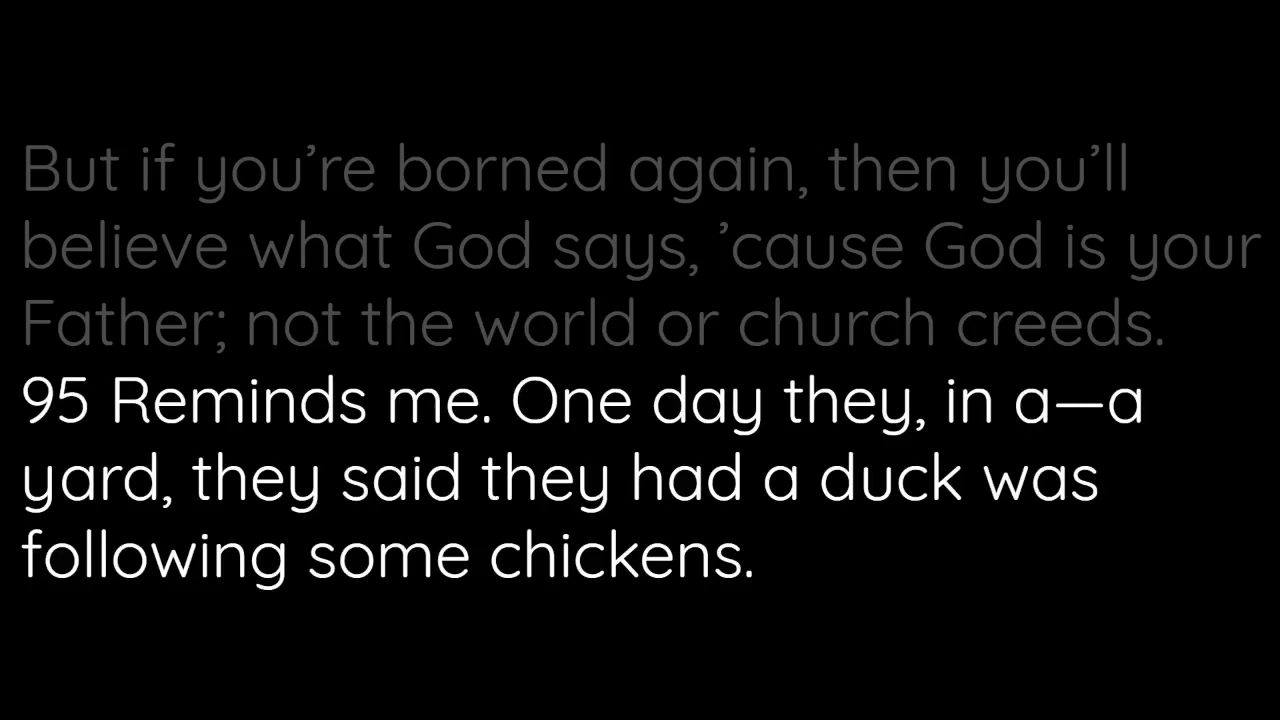 But if you’re borned again, then you’ll
believe what God says, ’cause God is your
Father; not the world or church creeds.
95 Reminds me. One day they, in a—a
yard, they said they had a duck was
following some chickens.